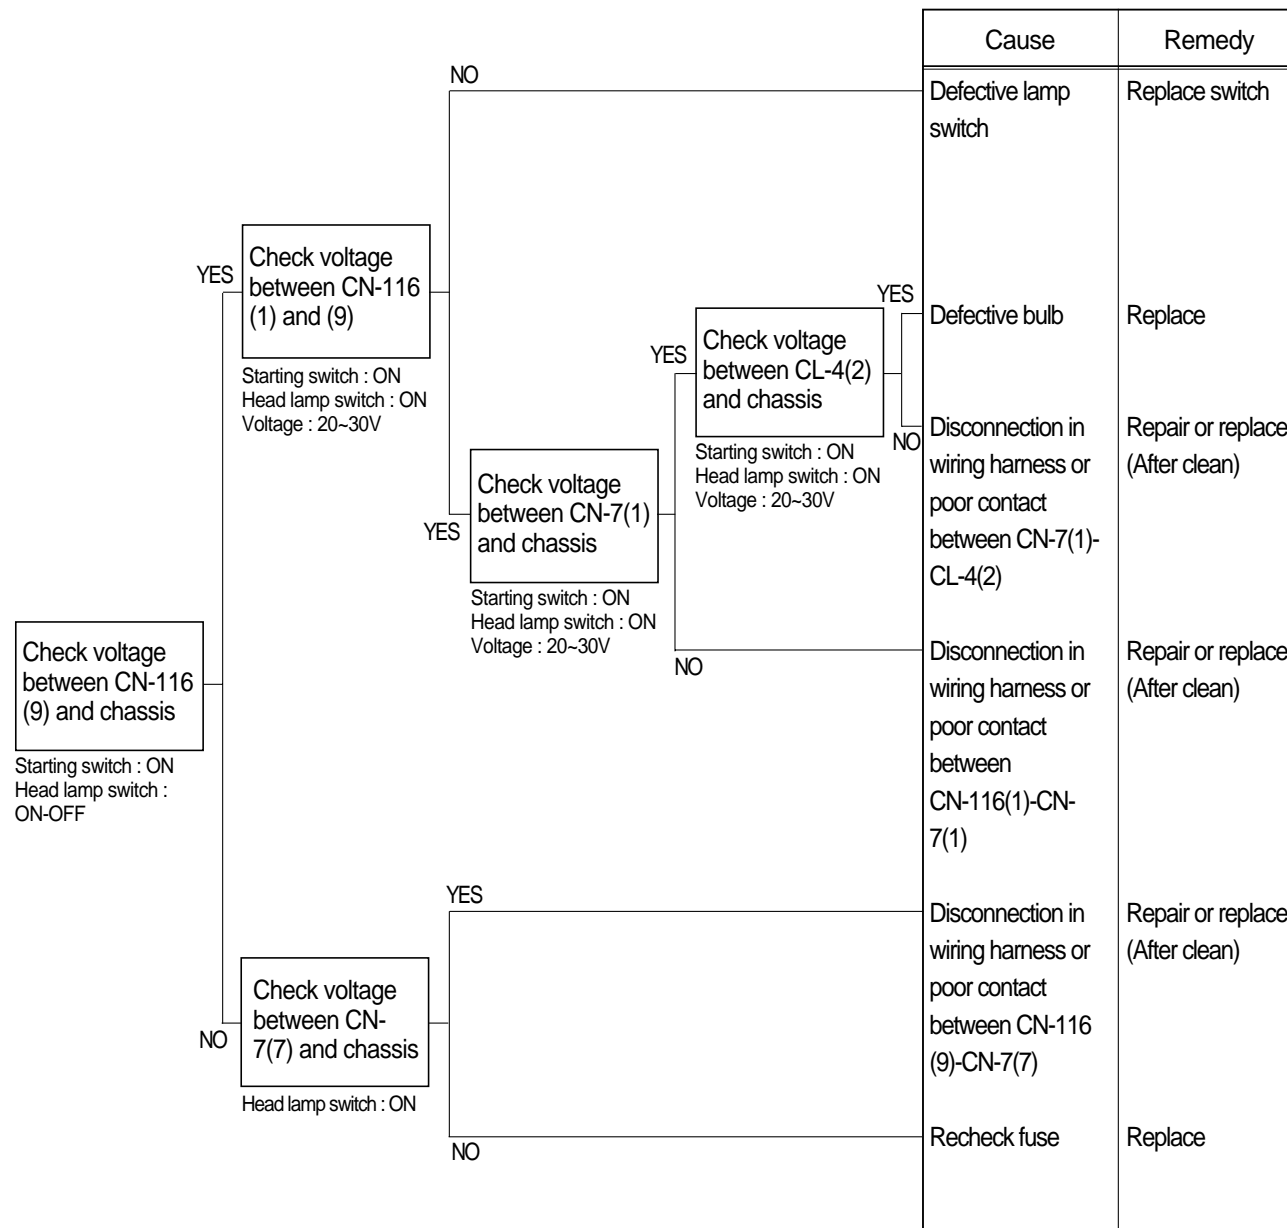 Cause
Remedy
NO
Defective lamp
switch
Replace switch
YES
Check voltage
between CN-116
(1) and (9)
Starting switch : ON
Head lamp switch : ON
Voltage : 20~30V
YES
Defective bulb
Replace
YES
Check voltage
between CL-4(2)
and chassis
Starting switch : ON
Head lamp switch : ON
Voltage : 20~30V
NO
Disconnection in
wiring harness or
poor contact
between CN-7(1)-
CL-4(2)
Repair or replace
(After clean)
YES
Check voltage
between CN-7(1)
and chassis
Starting switch : ON
Head lamp switch : ON
Voltage : 20~30V
NO
Disconnection in
wiring harness or
poor contact
between
CN-116(1)-CN-
7(1)
Repair or replace
(After clean)
Check voltage
between CN-116
(9) and chassis
Starting switch : ON
Head lamp switch :
ON-OFF
YES
Disconnection in
wiring harness or
poor contact
between CN-116
(9)-CN-7(7)
Repair or replace
(After clean)
NO
Check voltage
between CN-
7(7) and chassis
Head lamp switch : ON
NO
Recheck fuse
Replace